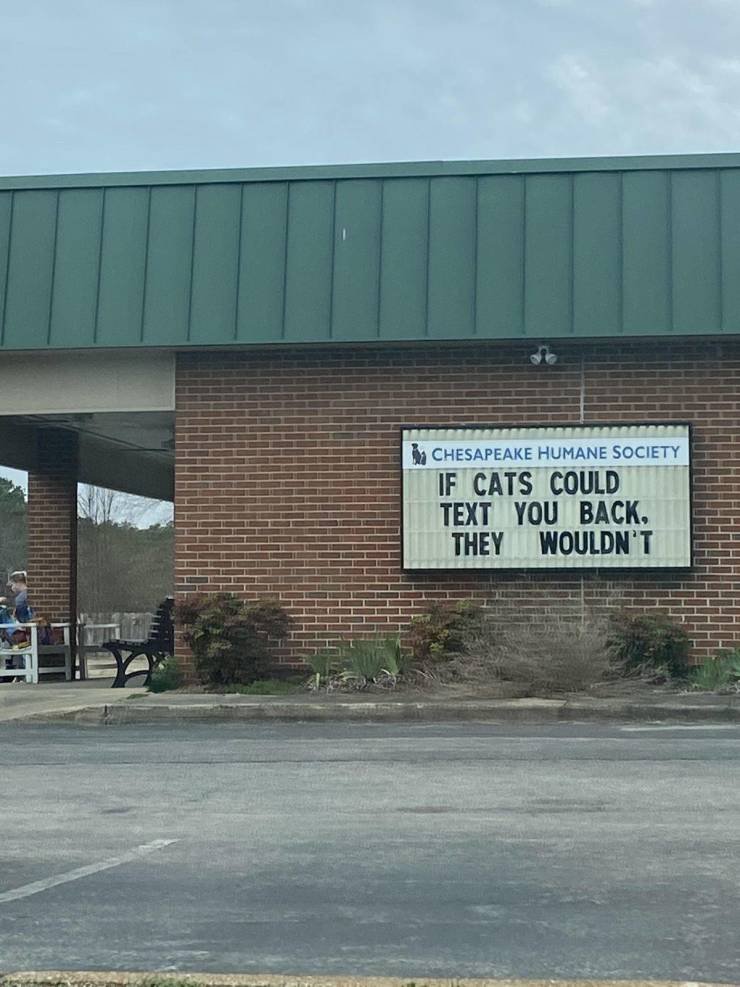 CHESAPEAKE HUMANE SOCIETY
IF CATS COULD
TEXT YOU BACK,
THEY WOULDN'T